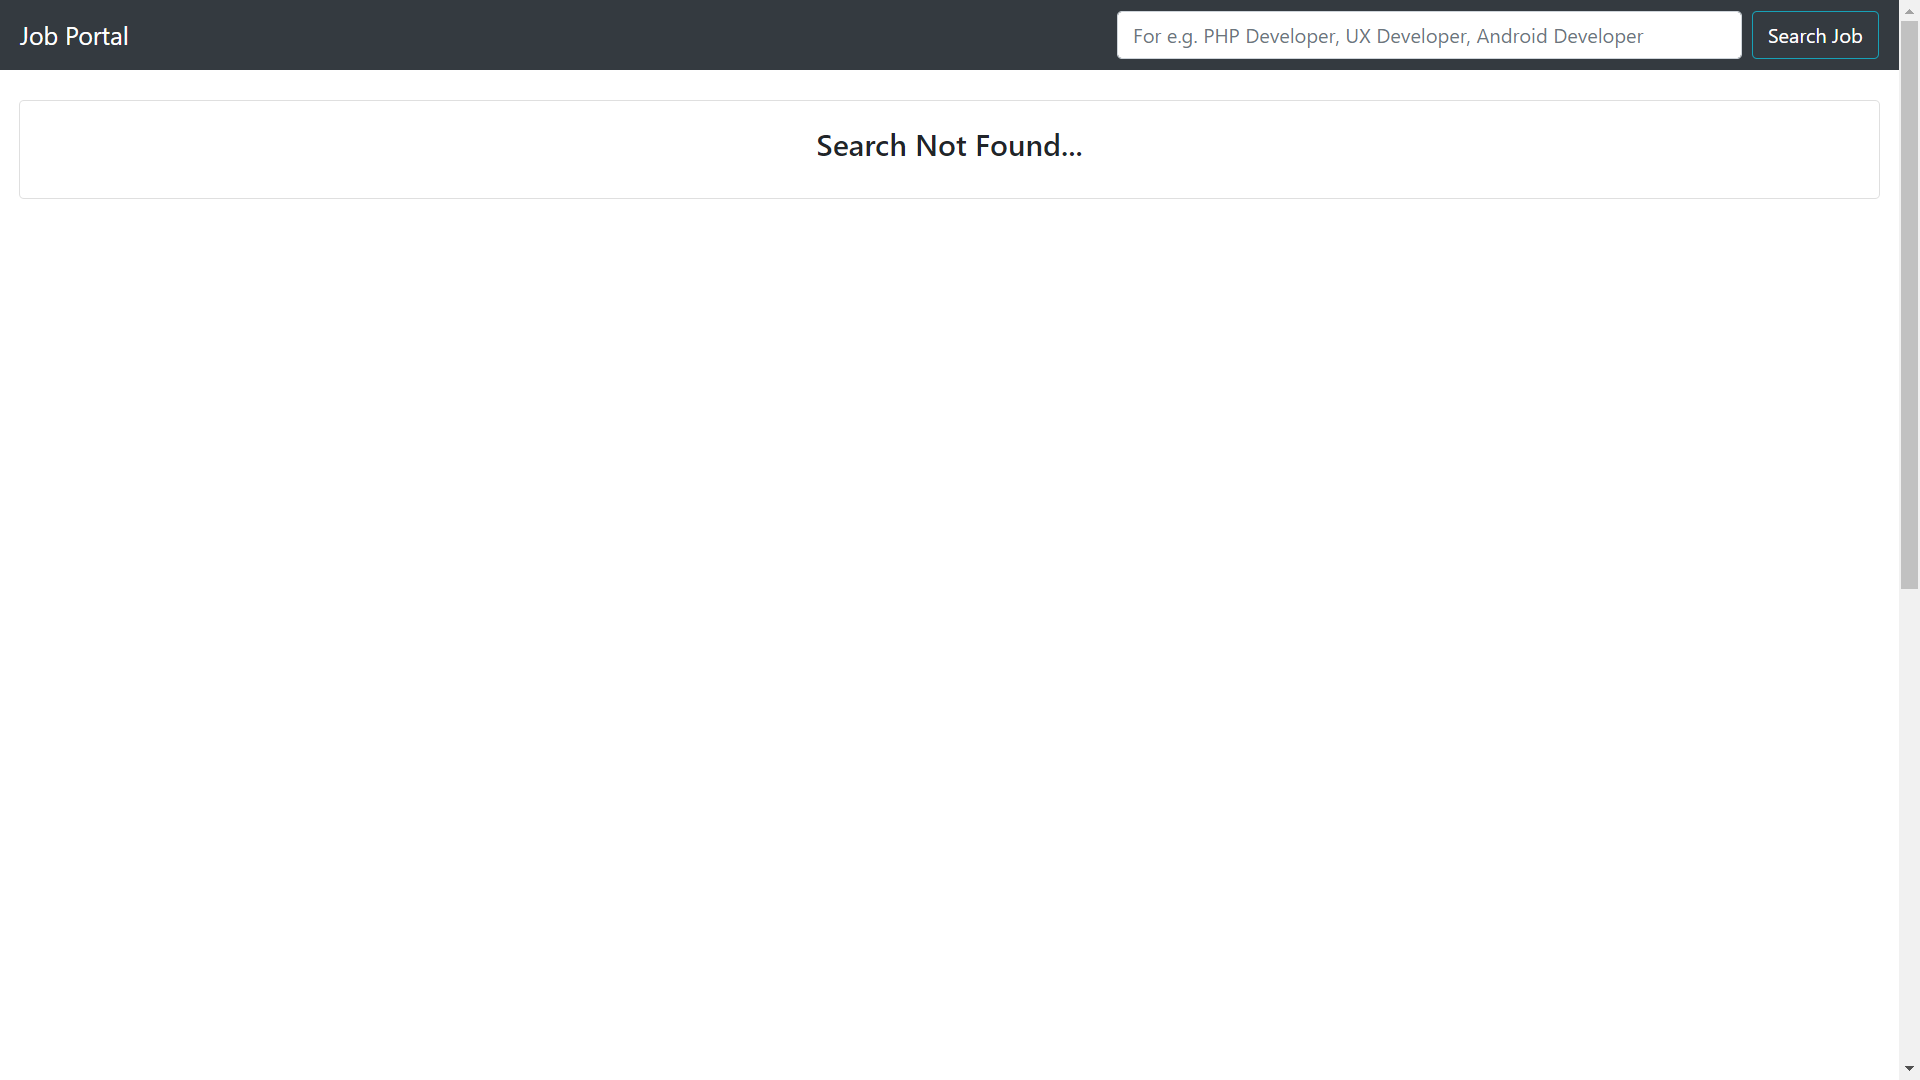 Job Portal
For e.g. PHP Developer, UX Developer, Android Developer
Search Job
Search Not Found...